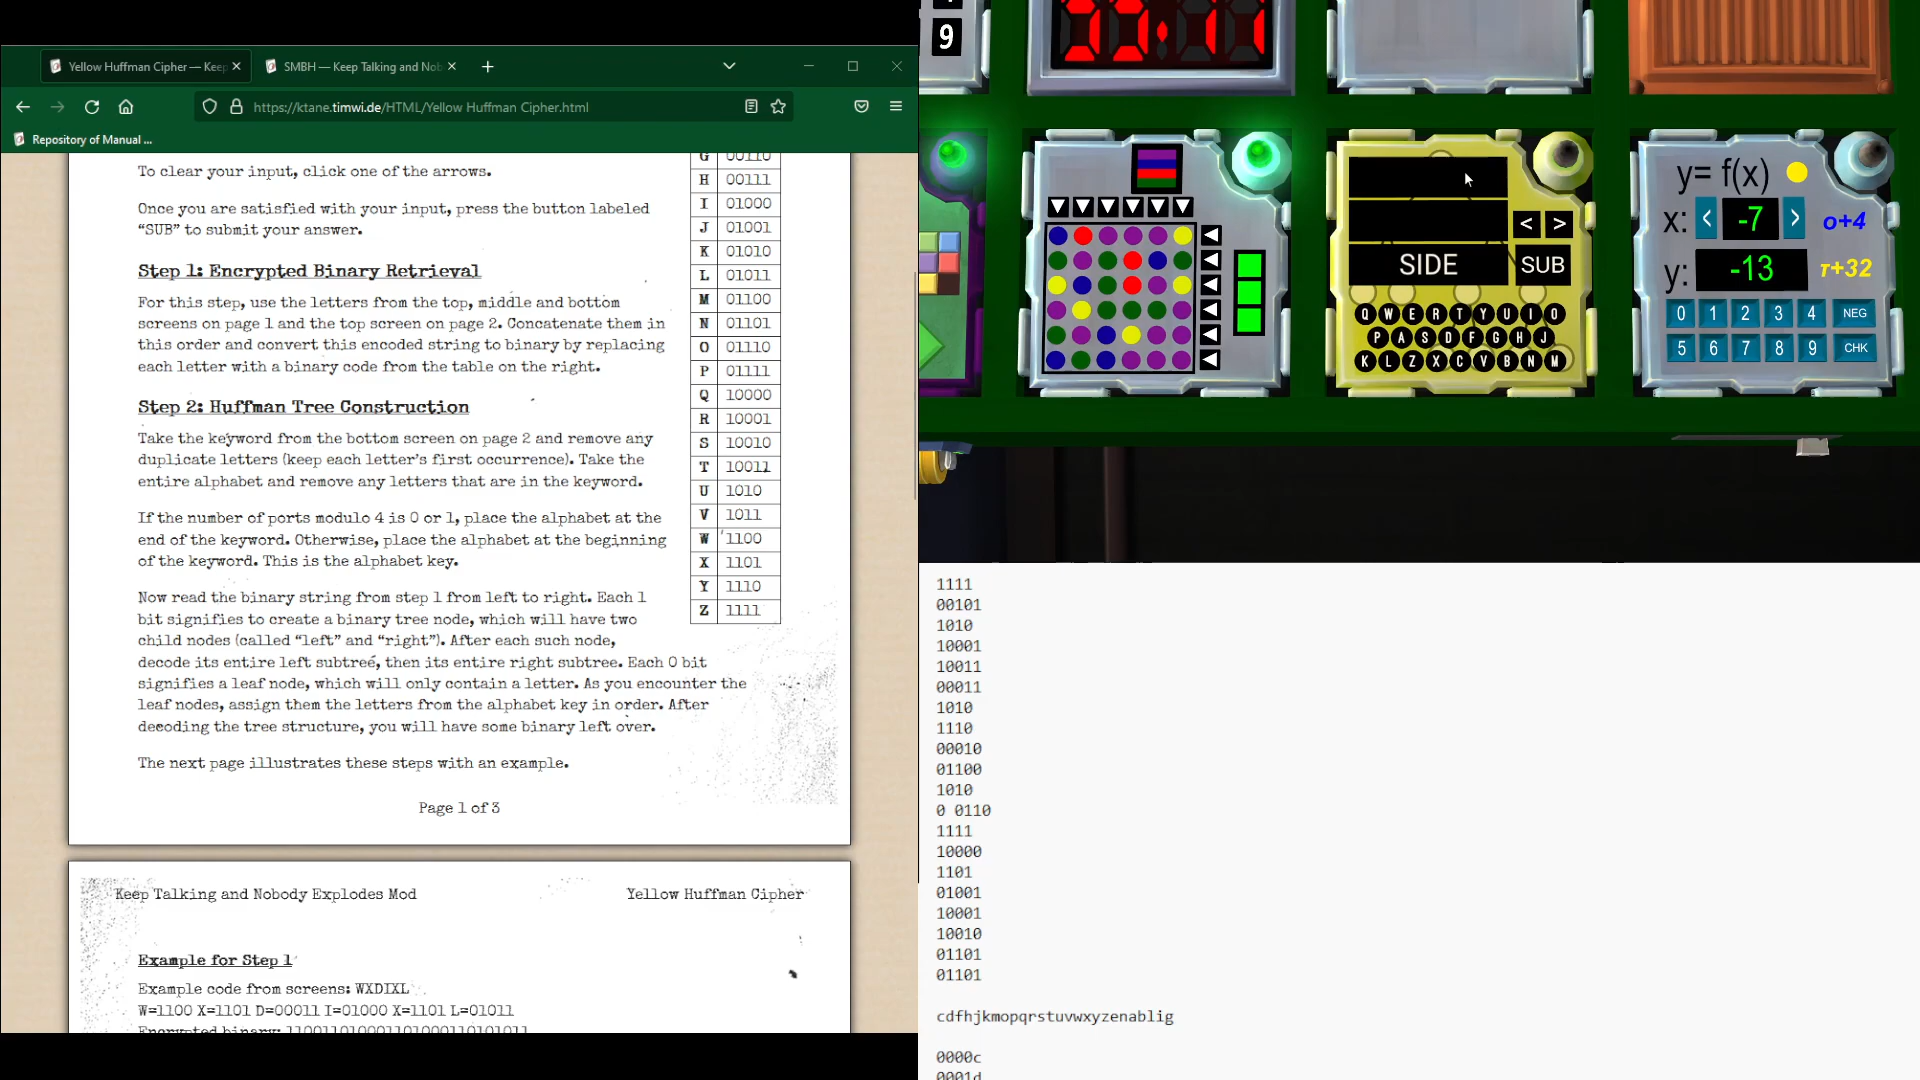 Yellow Huffman Cipher — Keep
SMBH — Keep Talking and Nob
https://ktane.timwi.de/HTML/Yellow Huffman Cipher.html
Repository of Manual ...
To clear your input, click one of the arrows.
Once you are satisfied with your input, press the button labeled
“SUB” to submit your answer.
Step 1: Encrypted Binary Retrieval
For this step, use the letters from the top, middle and bottom
screens on page 1 and the top screen on page 2. Concatenate them in
this order and convert this encoded string to binary by replacing
each letter with a binary code from the table on the right.
Step 2: Huffman Tree Construction
Take the keyword from the bottom screen on page 2 and remove any
duplicate letters (keep each letter’s first occurrence). Take the
entire alphabet and remove any letters that are in the keyword.
If the number of ports modulo 4 is 0 or 1, place the alphabet at the
end of the keyword. Otherwise, place the alphabet at the beginning
of the keyword. This is the alphabet key.
Now read the binary string from step 1 from left to right. Each 1
bit signifies to create a binary tree node, which will have two
child nodes (called “left” and “right”). After each such node,
decode its entire left subtree, then its entire right subtree. Each 0 bit
signifies a leaf node, which will only contain a letter. As you encounter the
leaf nodes, assign them the letters from the alphabet key in order. After
decoding the tree structure, you will have some binary left over.
The next page illustrates these steps with an example.
G 00110
H 00111
I 01000
J 01001
K 01010
L 01011
M 01100
N 01101
O 01110
P 01111
Q 10000
R 10001
S 10010
T 10011
U 1010
V 1011
W 1100
X 1101
Y 1110
Z 1111
Page 1 of 3
Keep Talking and Nobody Explodes Mod
Yellow Huffman Cipher
Example for Step 1
Example code from screens: WXDIXL
W=1100 X=1101 D=00011 I=01000 X=1101 L=01011
Encrypted binary: 110011010001101000110101011
9
33:11
SIDE
< >
SUB
Q W E R T Y U I O
P A S D F G H J
K L Z X C V B N M
y= f(x)
x: < -7 > o+4
y: -13 τ+32
0 1 2 3 4 NEG
5 6 7 8 9 CHK
1111
00101
1010
10001
10011
00011
1010
1110
00010
01100
1010
0 0110
1111
10000
1101
01001
10001
10010
01101
01101
cdfhjkmopqrstuvwxyzenablig
0000c
0001d